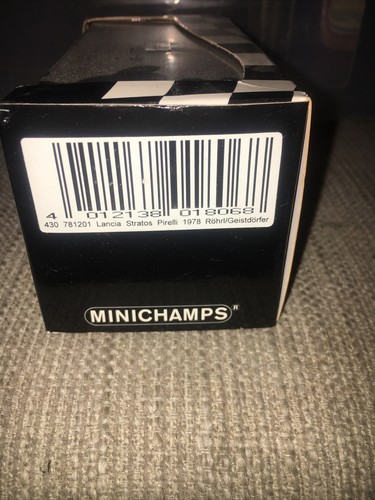 4 012138 018068
430 781201 Lancia Stratos Pirelli 1978 Röhrl/Geistdörfer
MINICHAMPS®